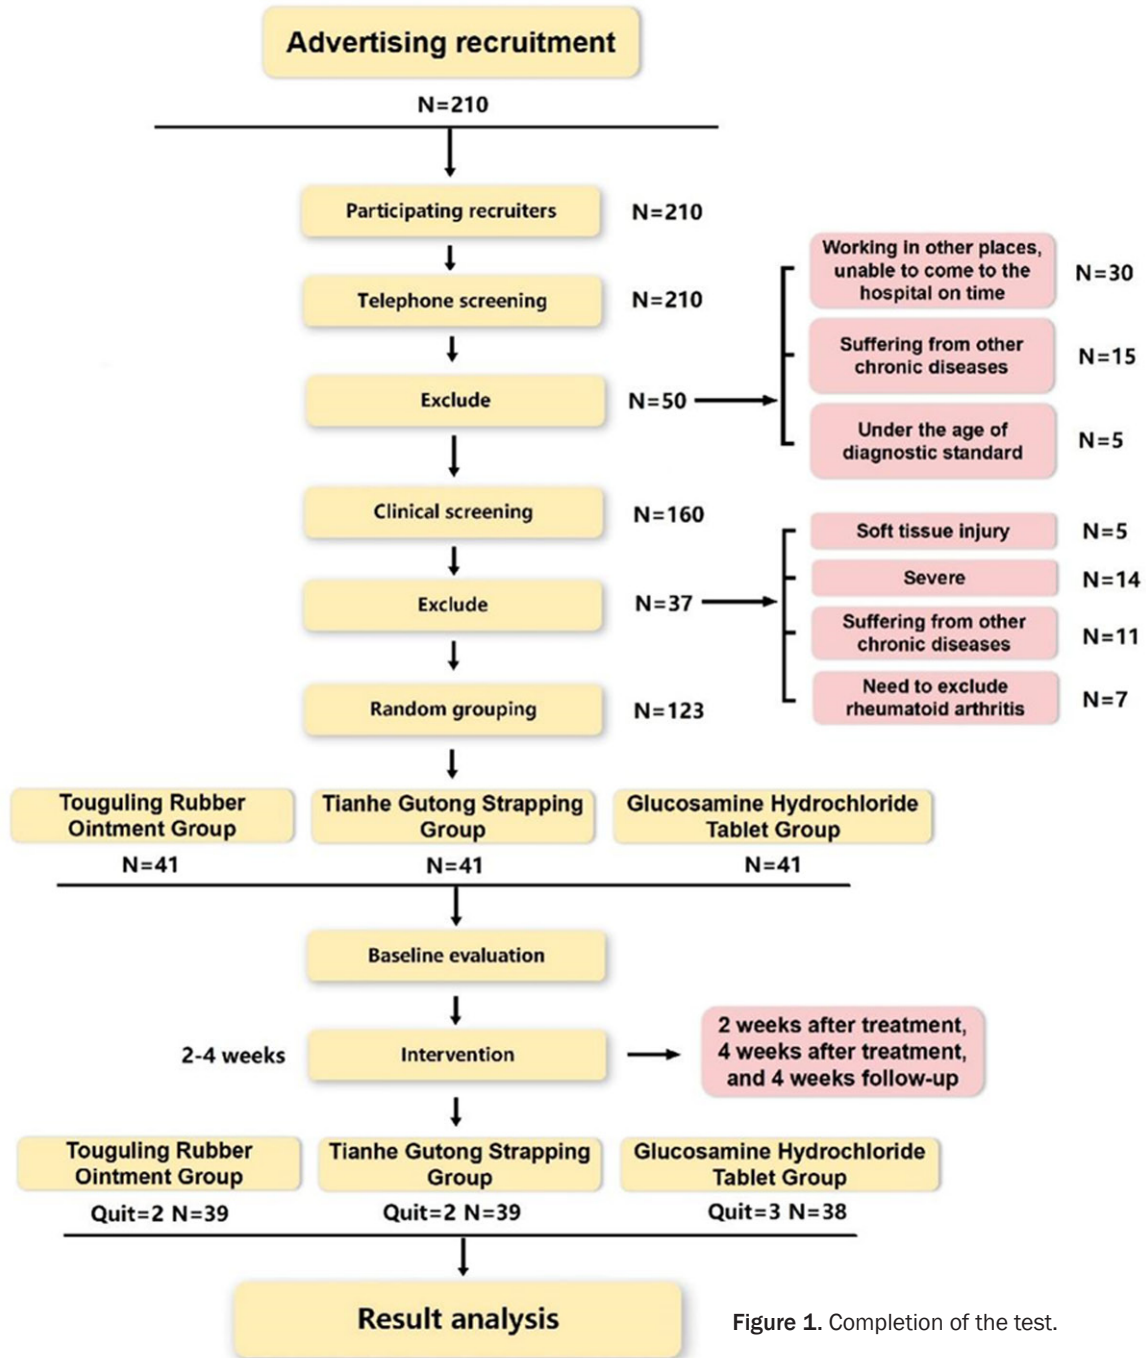 Advertising recruitment
N=210
Participating recruiters
N=210
Telephone screening
N=210
Exclude
N=50
Working in other places,
unable to come to the
hospital on time
N=30
Suffering from other
chronic diseases
N=15
Under the age of
diagnostic standard
N=5
Clinical screening
N=160
Exclude
N=37
Soft tissue injury
N=5
Severe
N=14
Suffering from other
chronic diseases
N=11
Need to exclude
rheumatoid arthritis
N=7
Random grouping
N=123
Touguling Rubber
Ointment Group
N=41
Tianhe Gutong Strapping
Group
N=41
Glucosamine Hydrochloride
Tablet Group
N=41
Baseline evaluation
2-4 weeks
Intervention
2 weeks after treatment,
4 weeks after treatment,
and 4 weeks follow-up
Touguling Rubber
Ointment Group
Quit=2 N=39
Tianhe Gutong Strapping
Group
Quit=2 N=39
Glucosamine Hydrochloride
Tablet Group
Quit=3 N=38
Result analysis
Figure 1. Completion of the test.